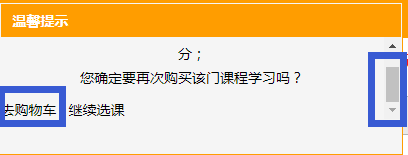 温馨提示
分；
您确定要再次购买该门课程学习吗？
去购物车 继续选课